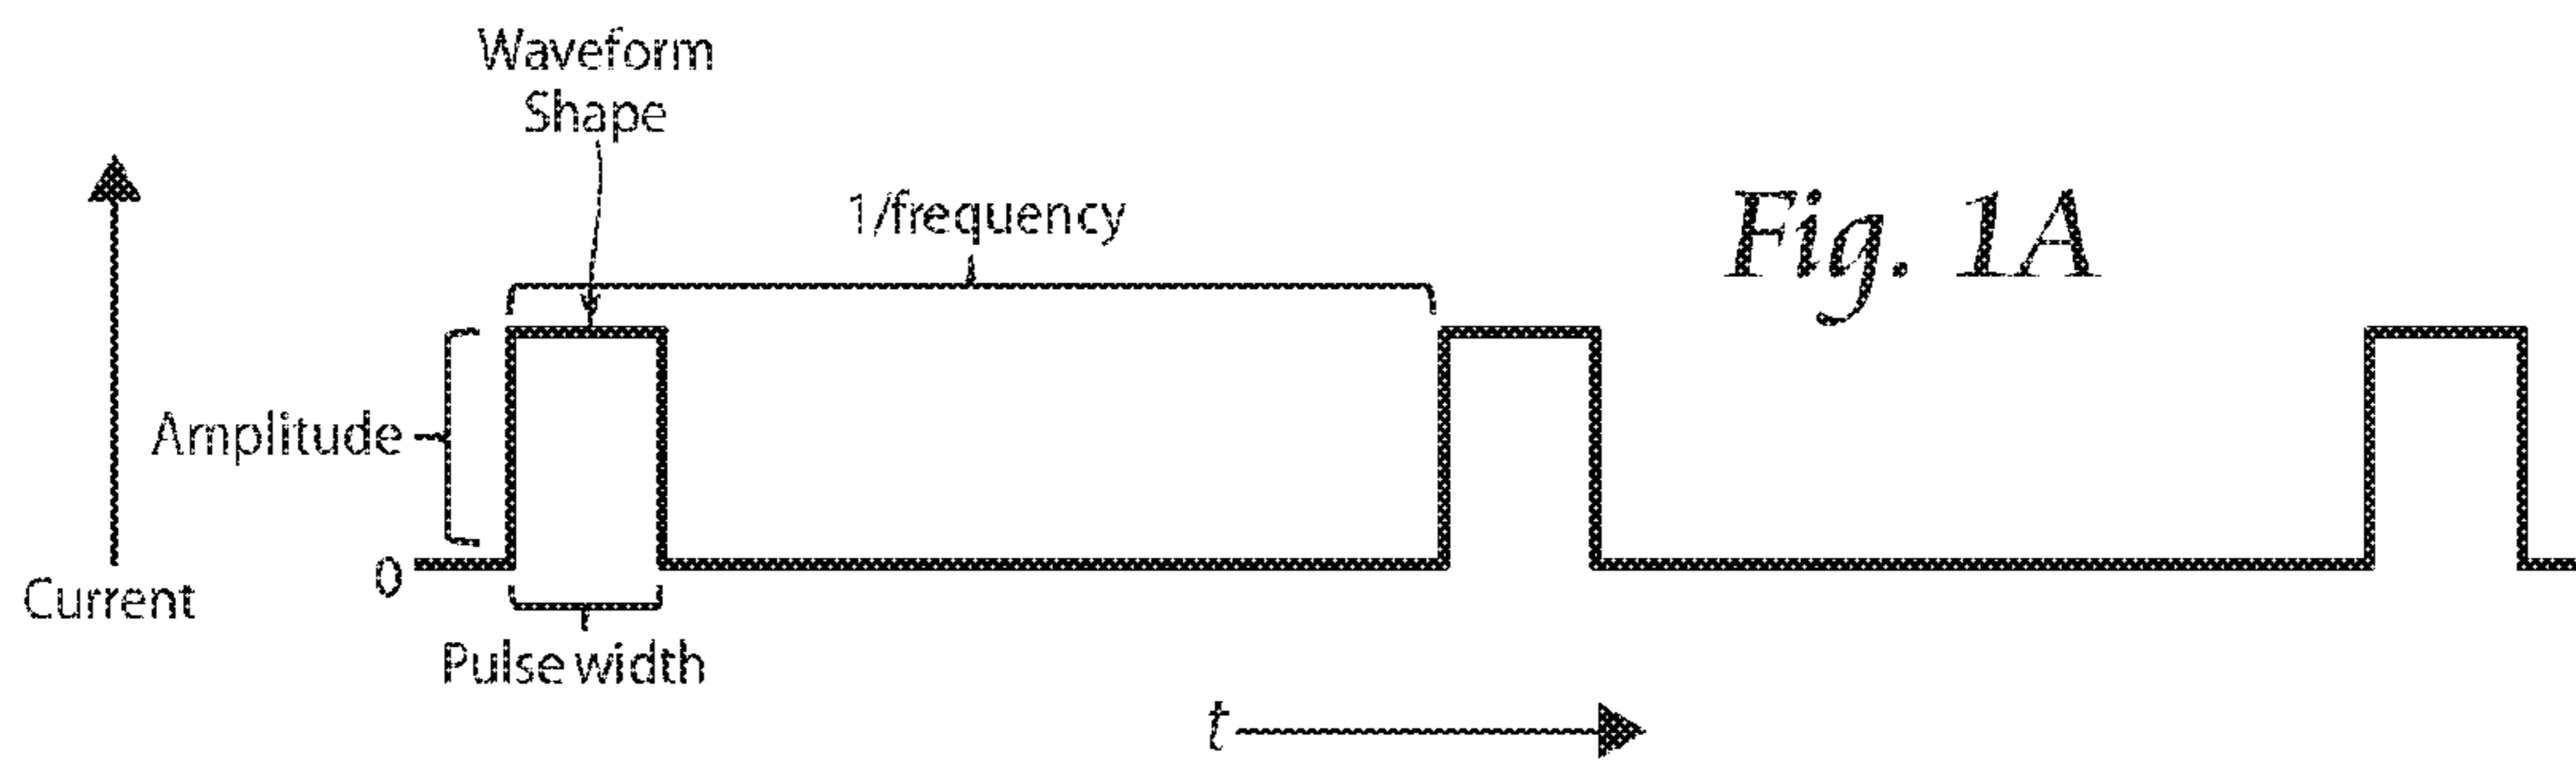 Waveform
Shape
1/frequency
Fig. 1A
Amplitude
0
Current
Pulse width
t